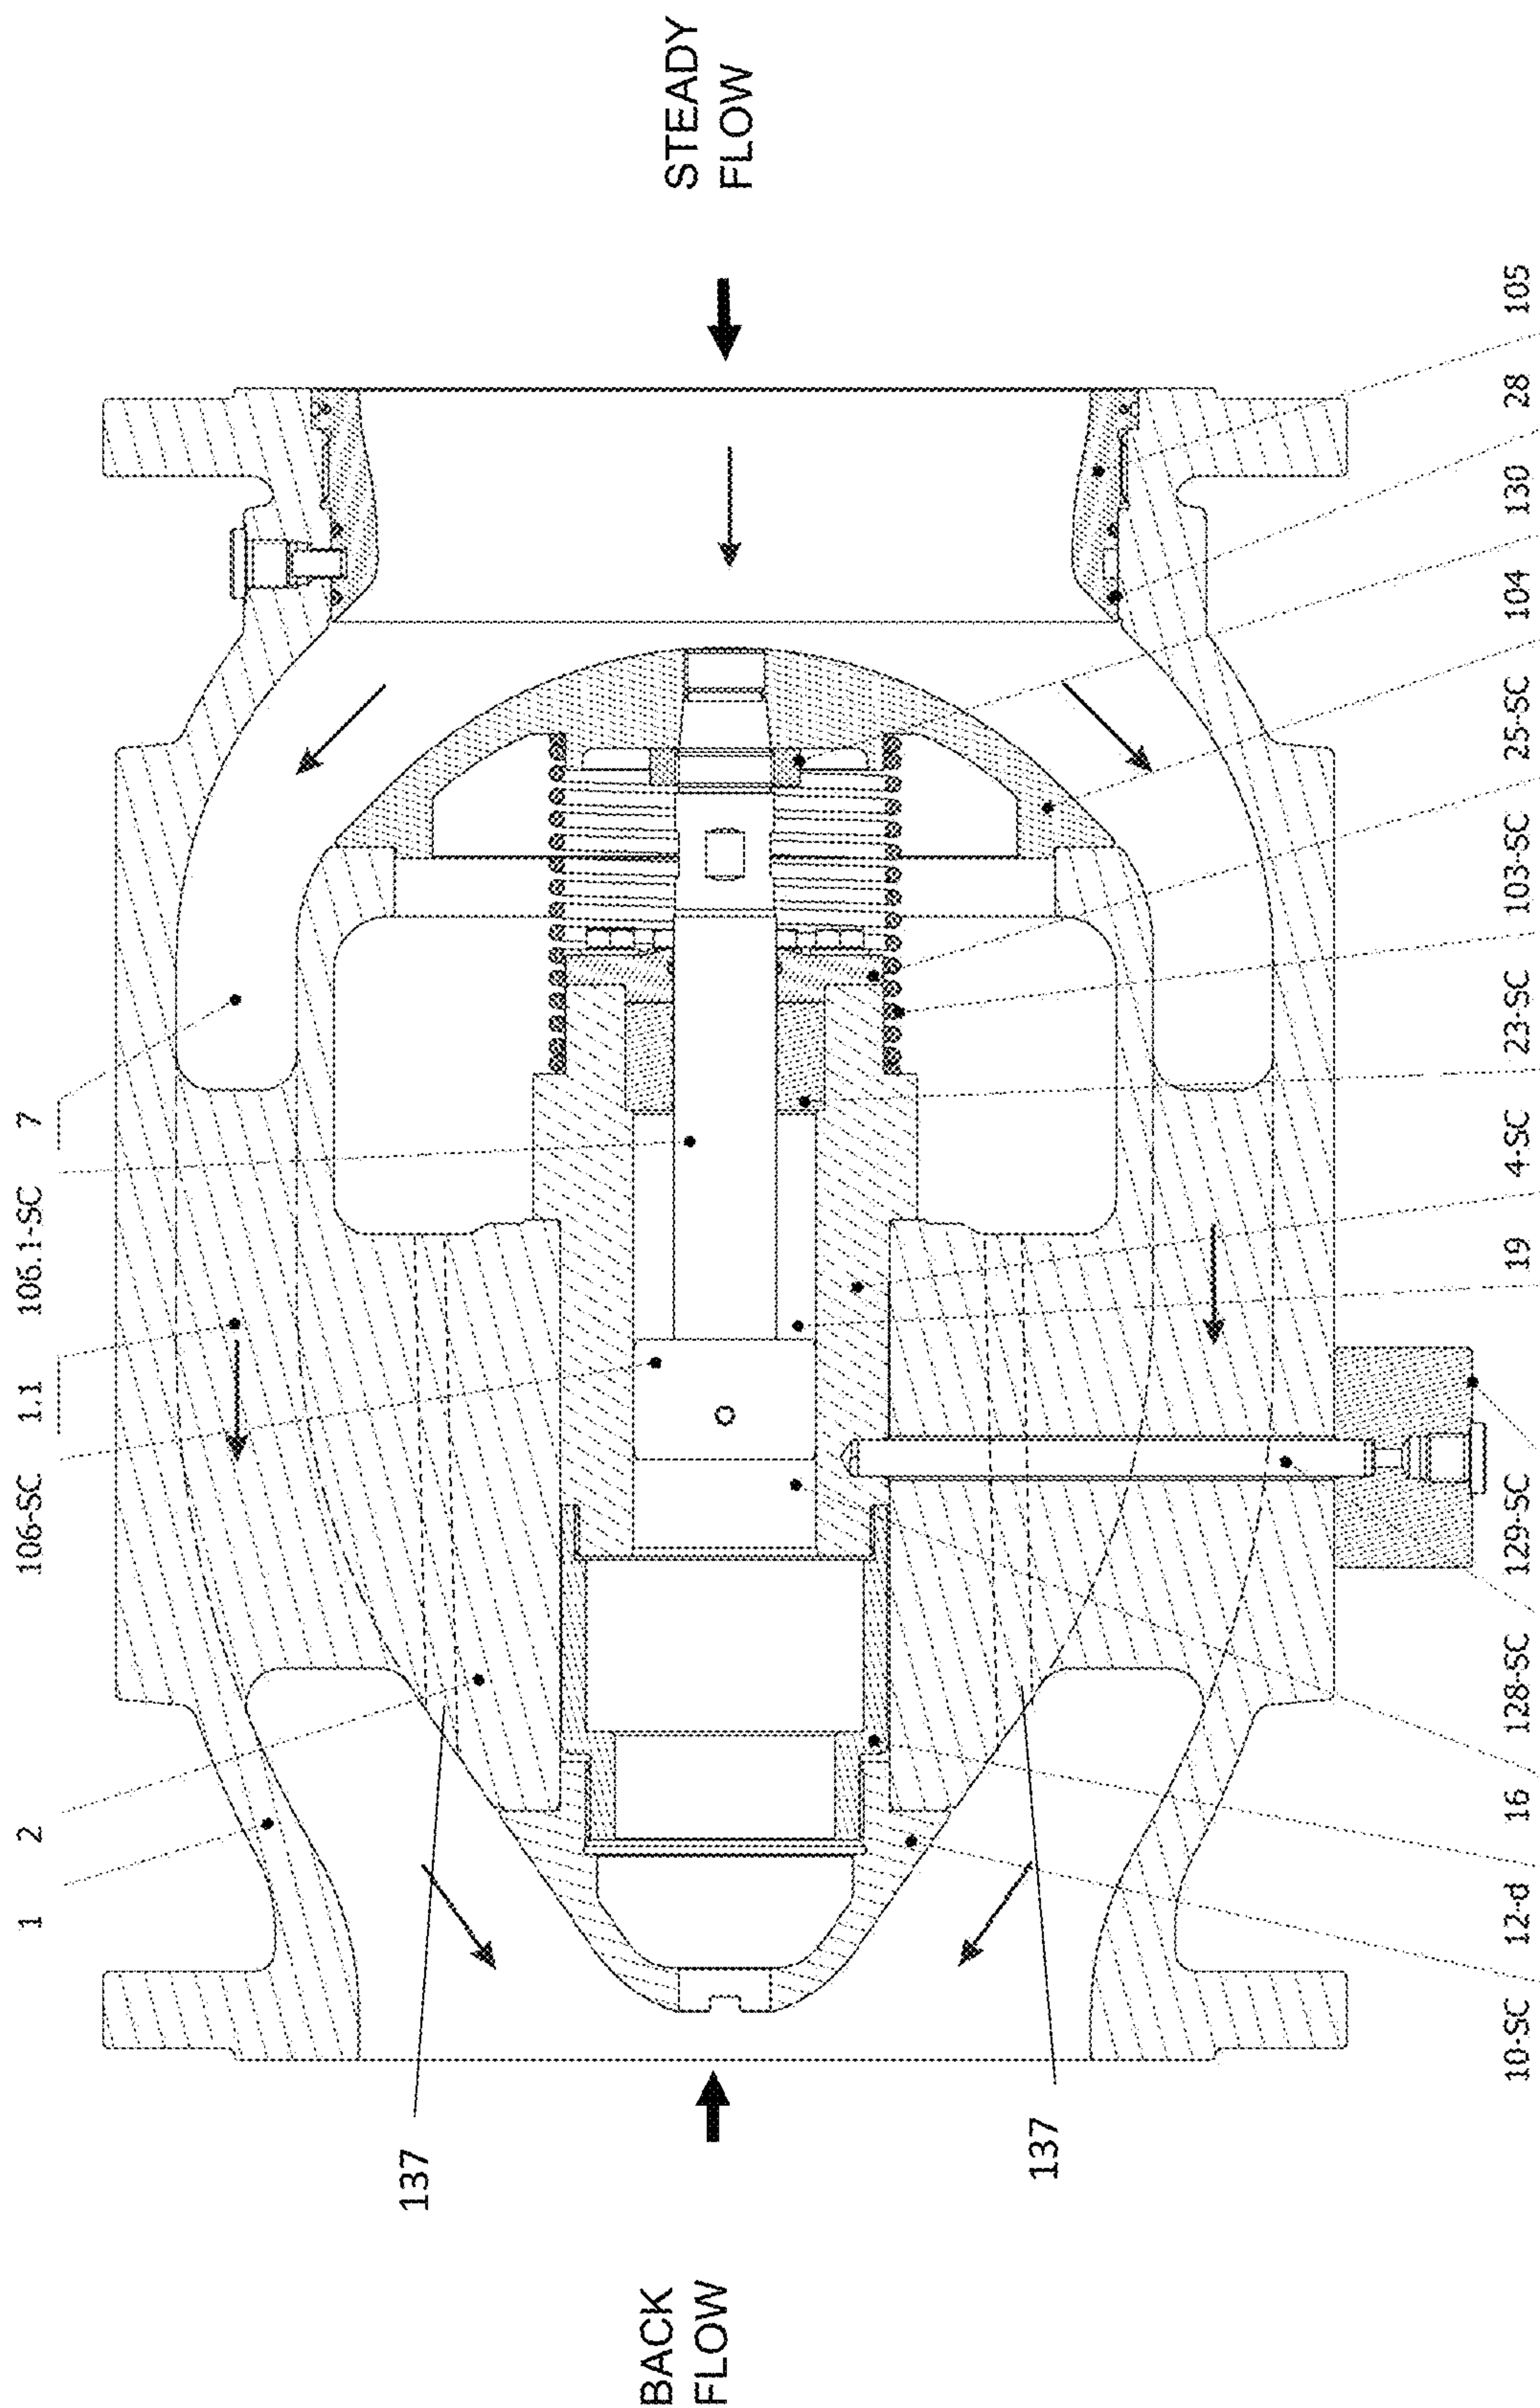 BACK
FLOW
STEADY
FLOW
1
2
106-SC
1.1
106.1-SC
7
137
137
10-SC
12-d
16
128-SC
129-SC
19
4-SC
23-SC
103-SC
25-SC
104
130
28
105